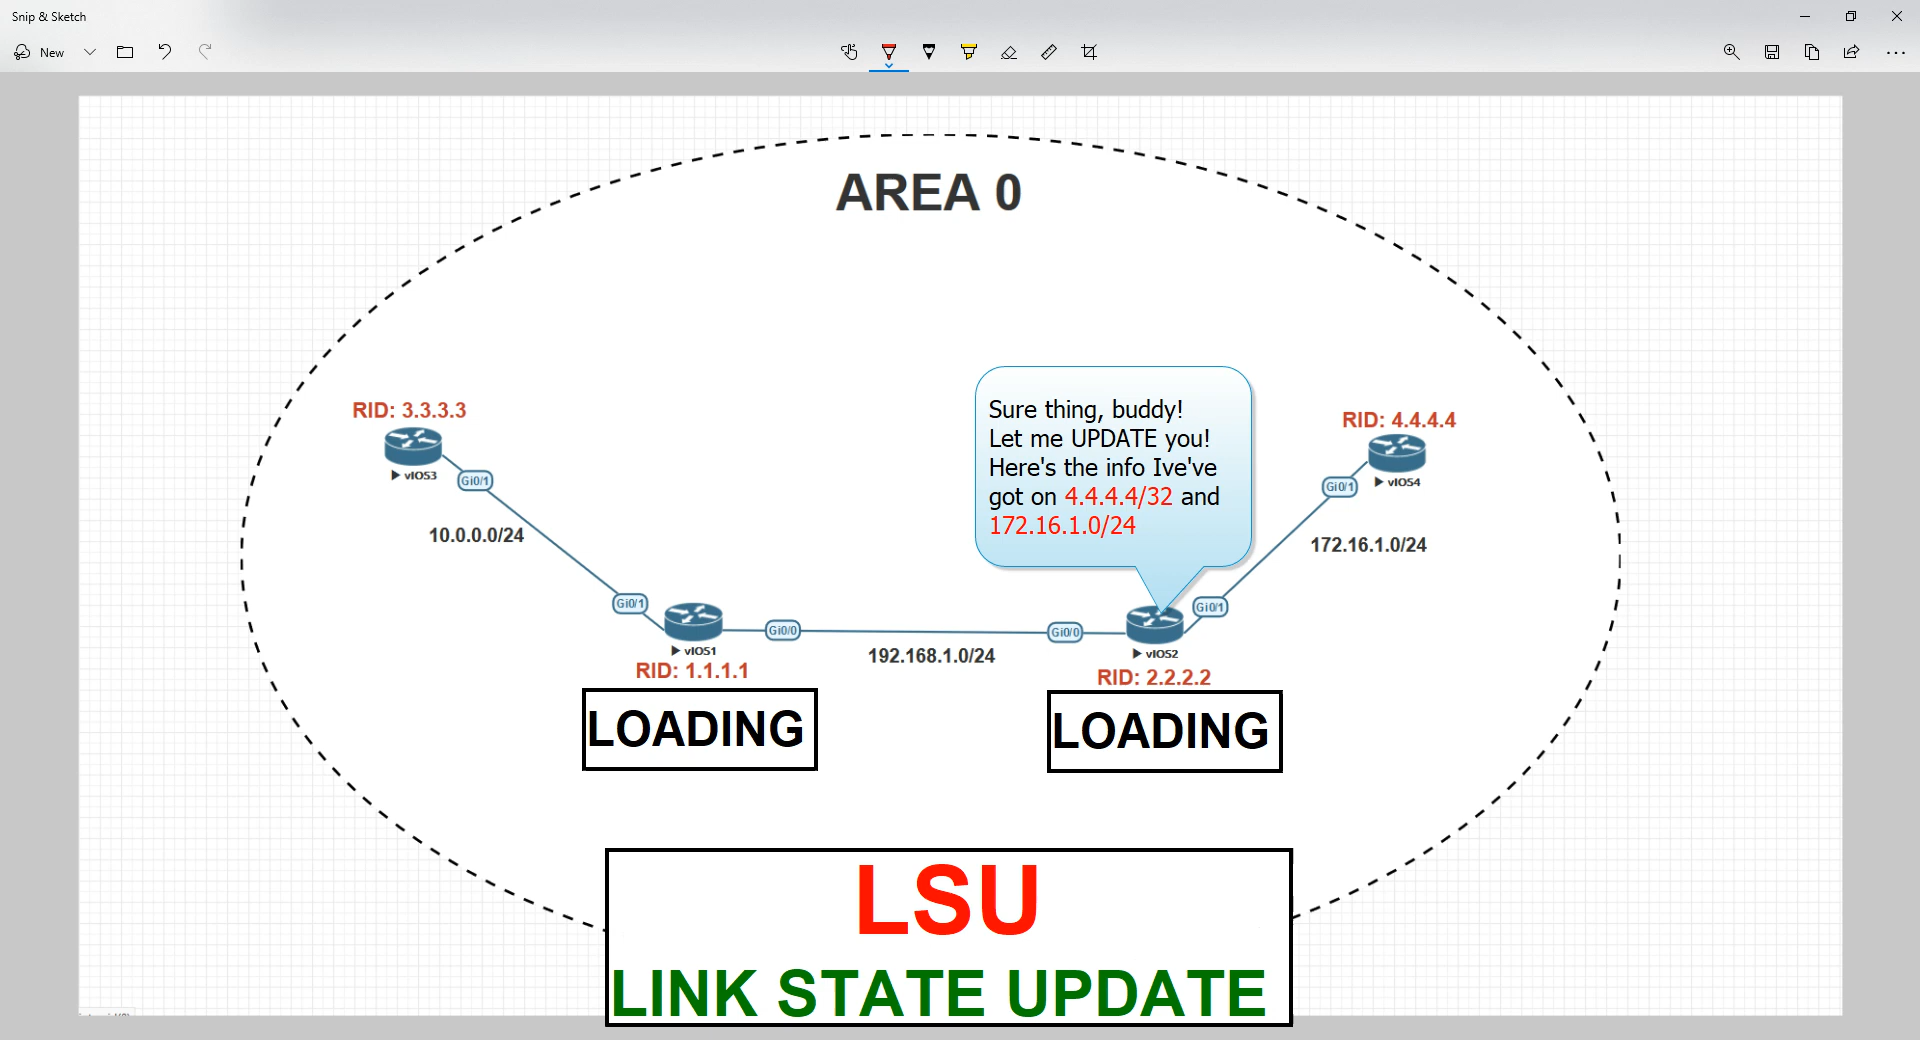 Snip & Sketch
New
AREA 0
RID: 3.3.3.3
vIOS3
Gi0/1
10.0.0.0/24
Sure thing, buddy!
Let me UPDATE you!
Here's the info Ive've
got on 4.4.4.4/32 and
172.16.1.0/24
RID: 4.4.4.4
vIOS4
Gi0/1
172.16.1.0/24
Gi0/1
vIOS1
Gi0/0
RID: 1.1.1.1
192.168.1.0/24
Gi0/0
Gi0/1
vIOS2
RID: 2.2.2.2
LOADING
LOADING
LSU
LINK STATE UPDATE